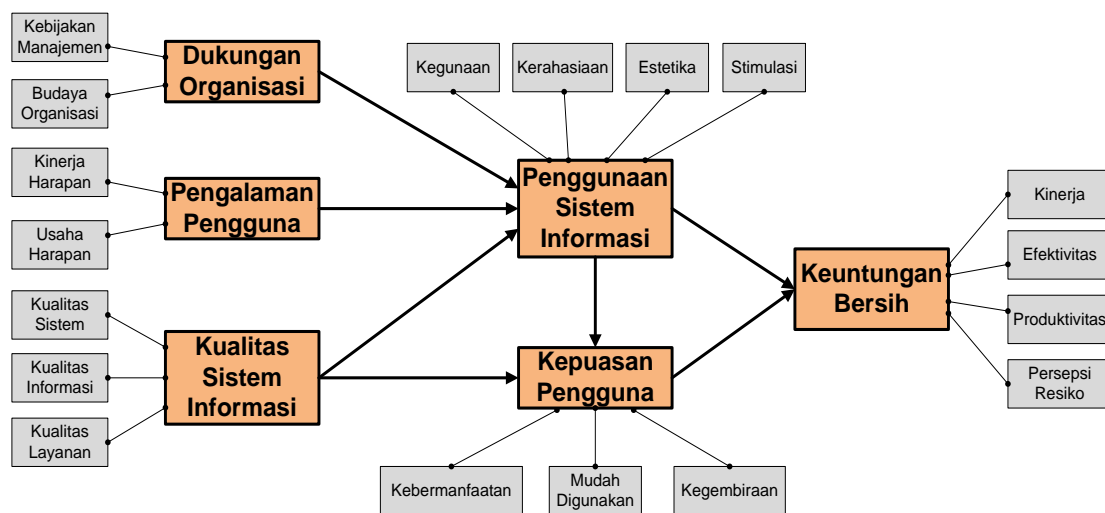 Kebijakan
Manajemen
Budaya
Organisasi
Dukungan
Organisasi
Kinerja
Harapan
Usaha
Harapan
Pengalaman
Pengguna
Kualitas
Sistem
Kualitas
Informasi
Kualitas
Layanan
Kualitas
Sistem
Informasi
Kegunaan
Kerahasiaan
Estetika
Stimulasi
Penggunaan
Sistem
Informasi
Kepuasan
Pengguna
Kebermanfaatan
Mudah
Digunakan
Kegembiraan
Keuntungan
Bersih
Kinerja
Efektivitas
Produktivitas
Persepsi
Resiko